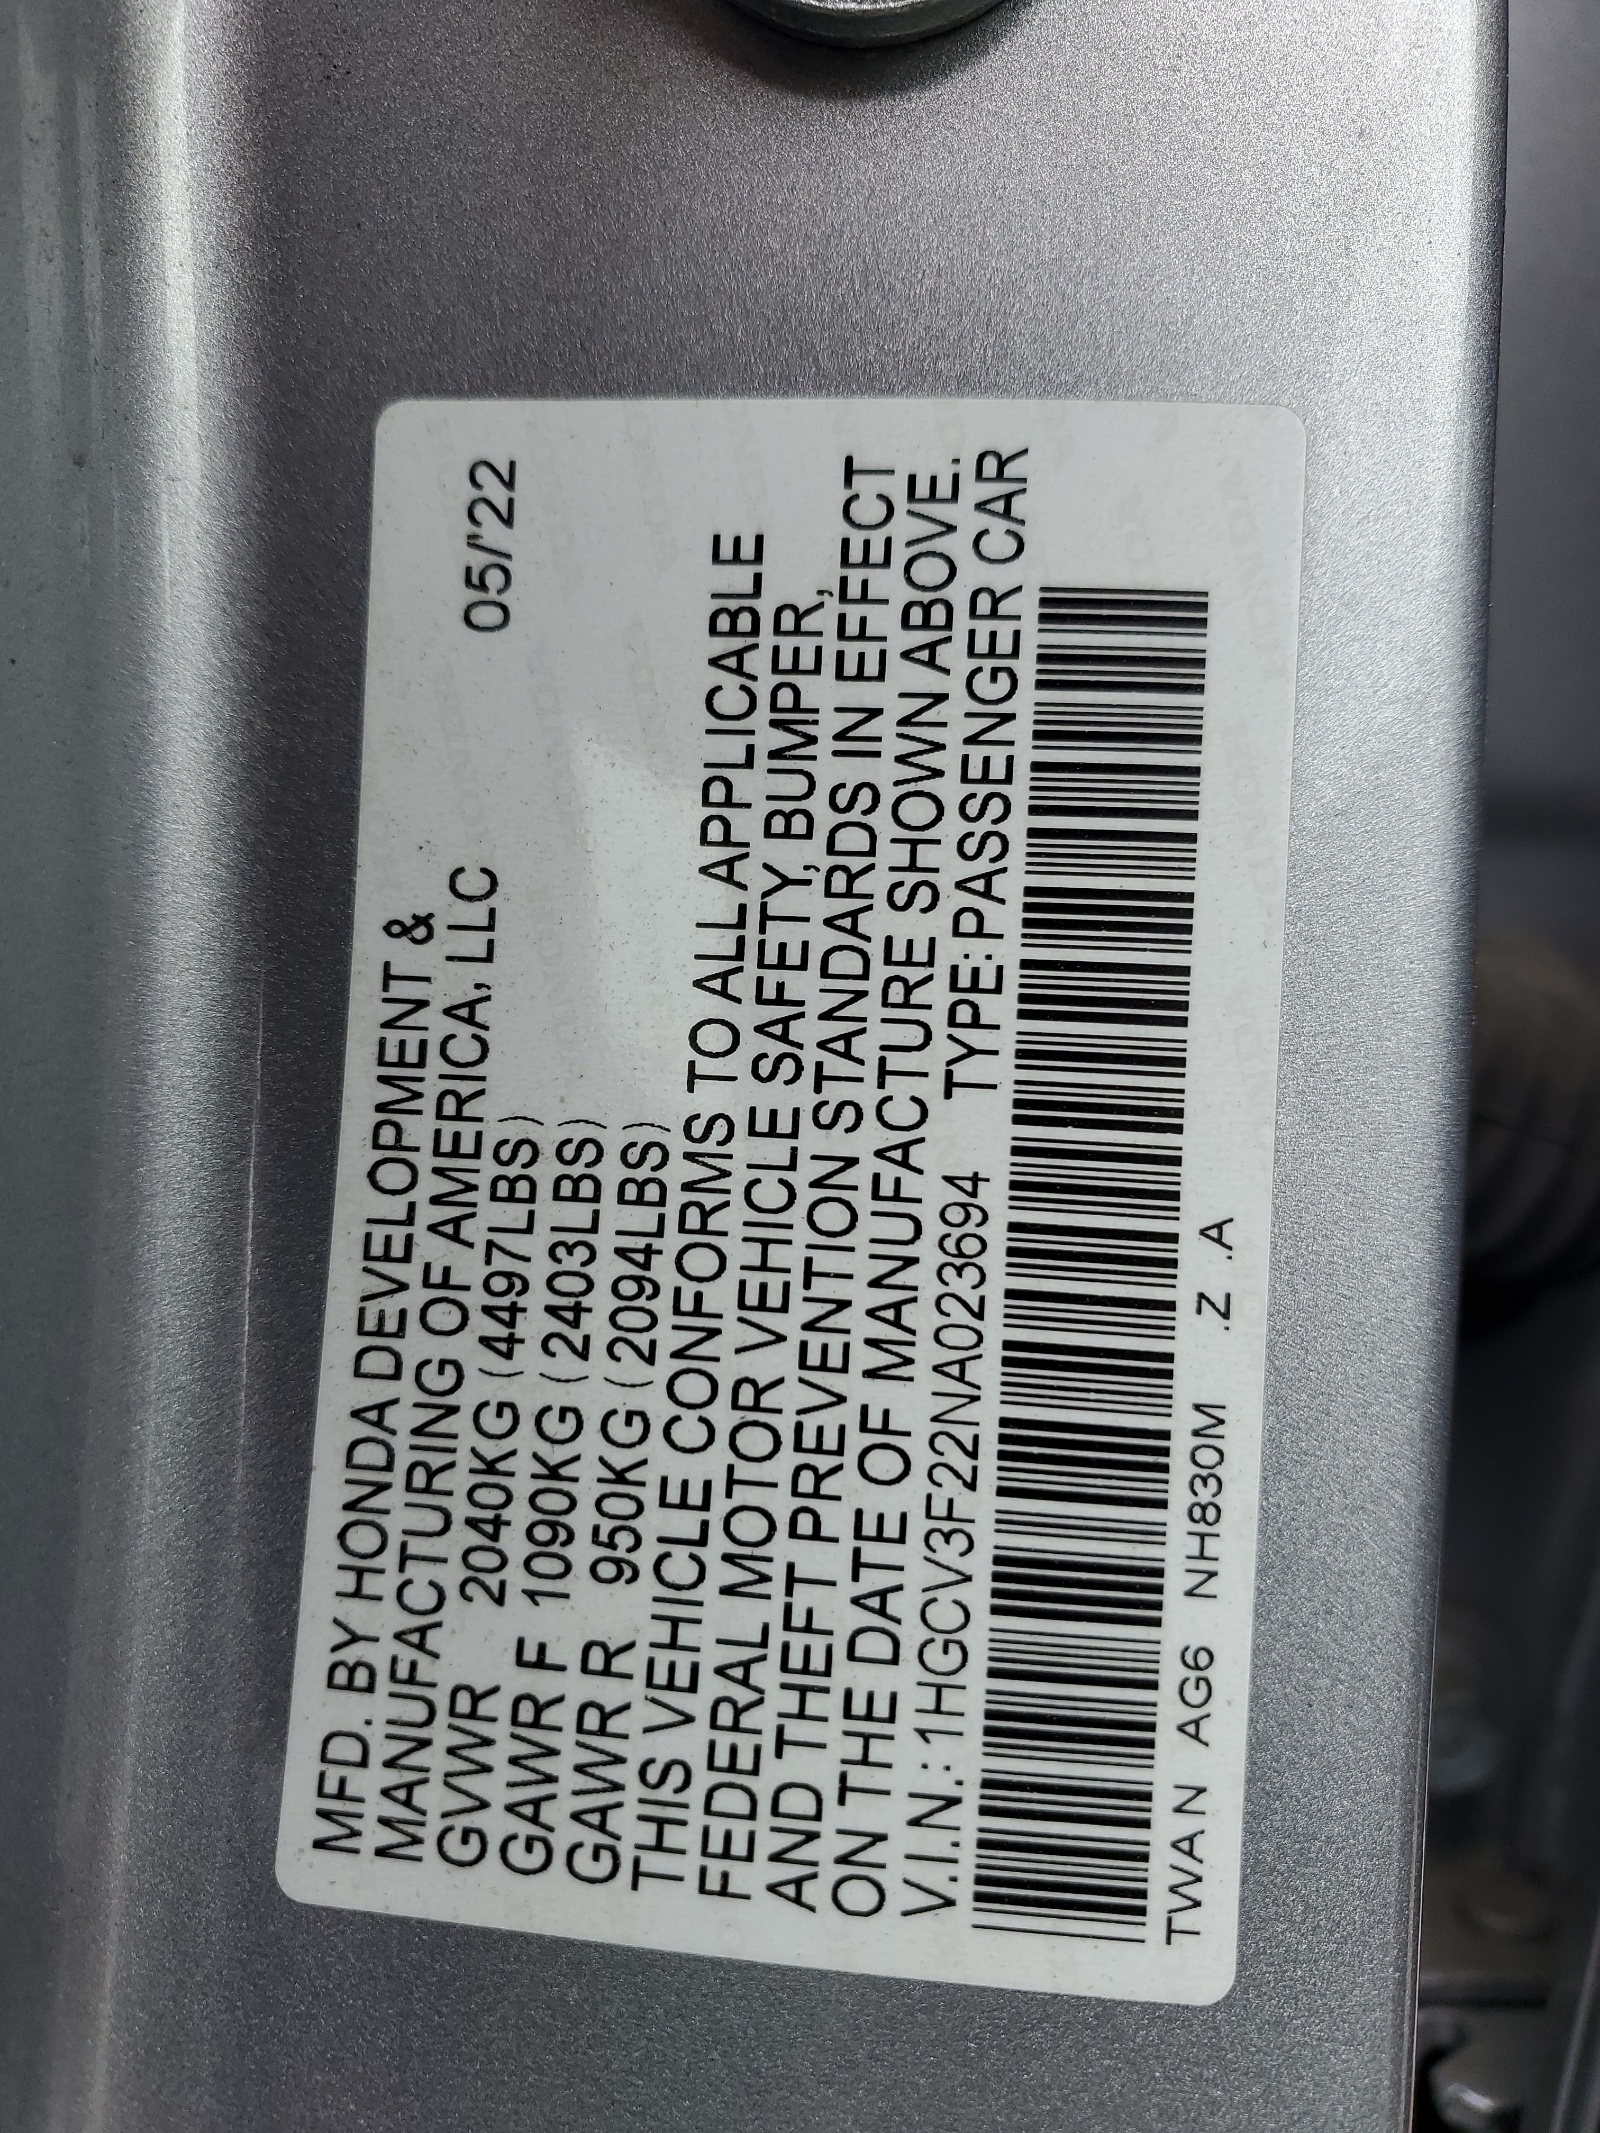 MFD. BY HONDA DEVELOPMENT &
MANUFACTURING OF AMERICA, LLC 05/'22
GVWR 2040KG (4497LBS)
GAWR F 1090KG (2403LBS)
GAWR R 950KG (2094LBS)
THIS VEHICLE CONFORMS TO ALL APPLICABLE
FEDERAL MOTOR VEHICLE SAFETY, BUMPER,
AND THEFT PREVENTION STANDARDS IN EFFECT
ON THE DATE OF MANUFACTURE SHOWN ABOVE.
V.I.N.: 1HGCV3F22NA023694 TYPE: PASSENGER CAR
TWA N AG6 NH830M .Z .A